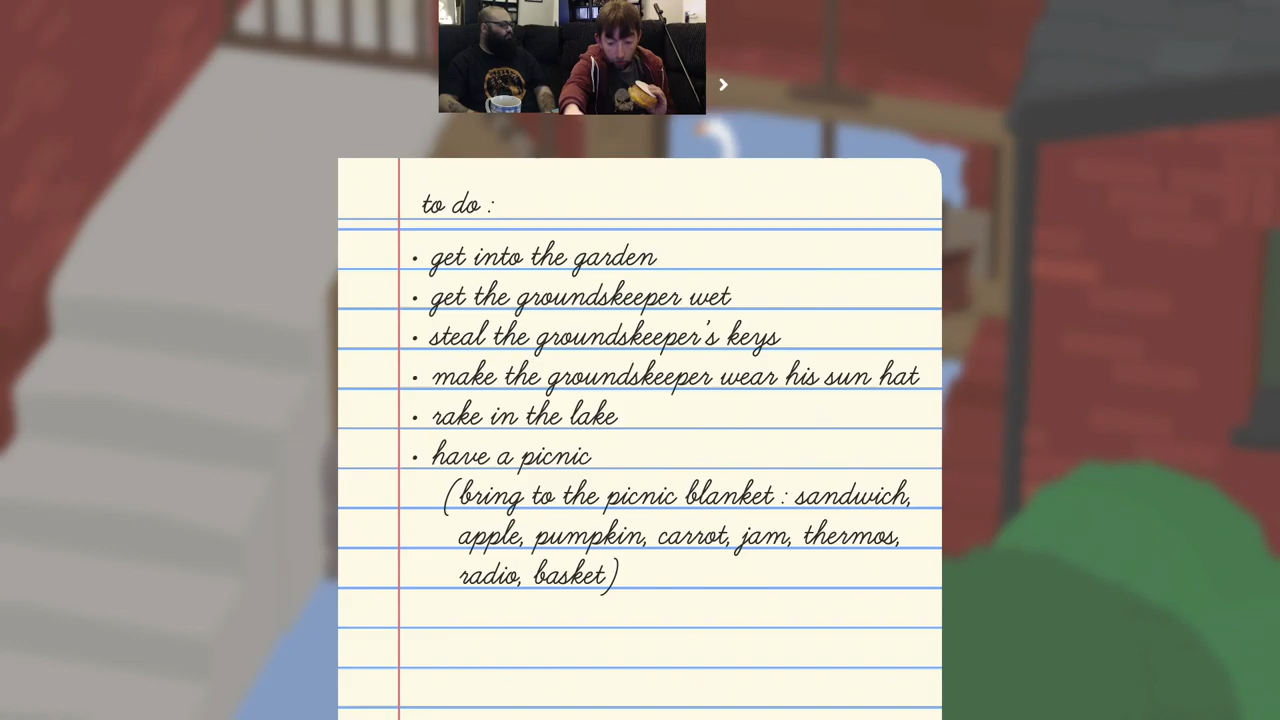 to do :
• get into the garden
• get the groundskeeper wet
• steal the groundskeeper's keys
• make the groundskeeper wear his sun hat
• rake in the lake
• have a picnic
(bring to the picnic blanket : sandwich,
apple, pumpkin, carrot, jam, thermos,
radio, basket)